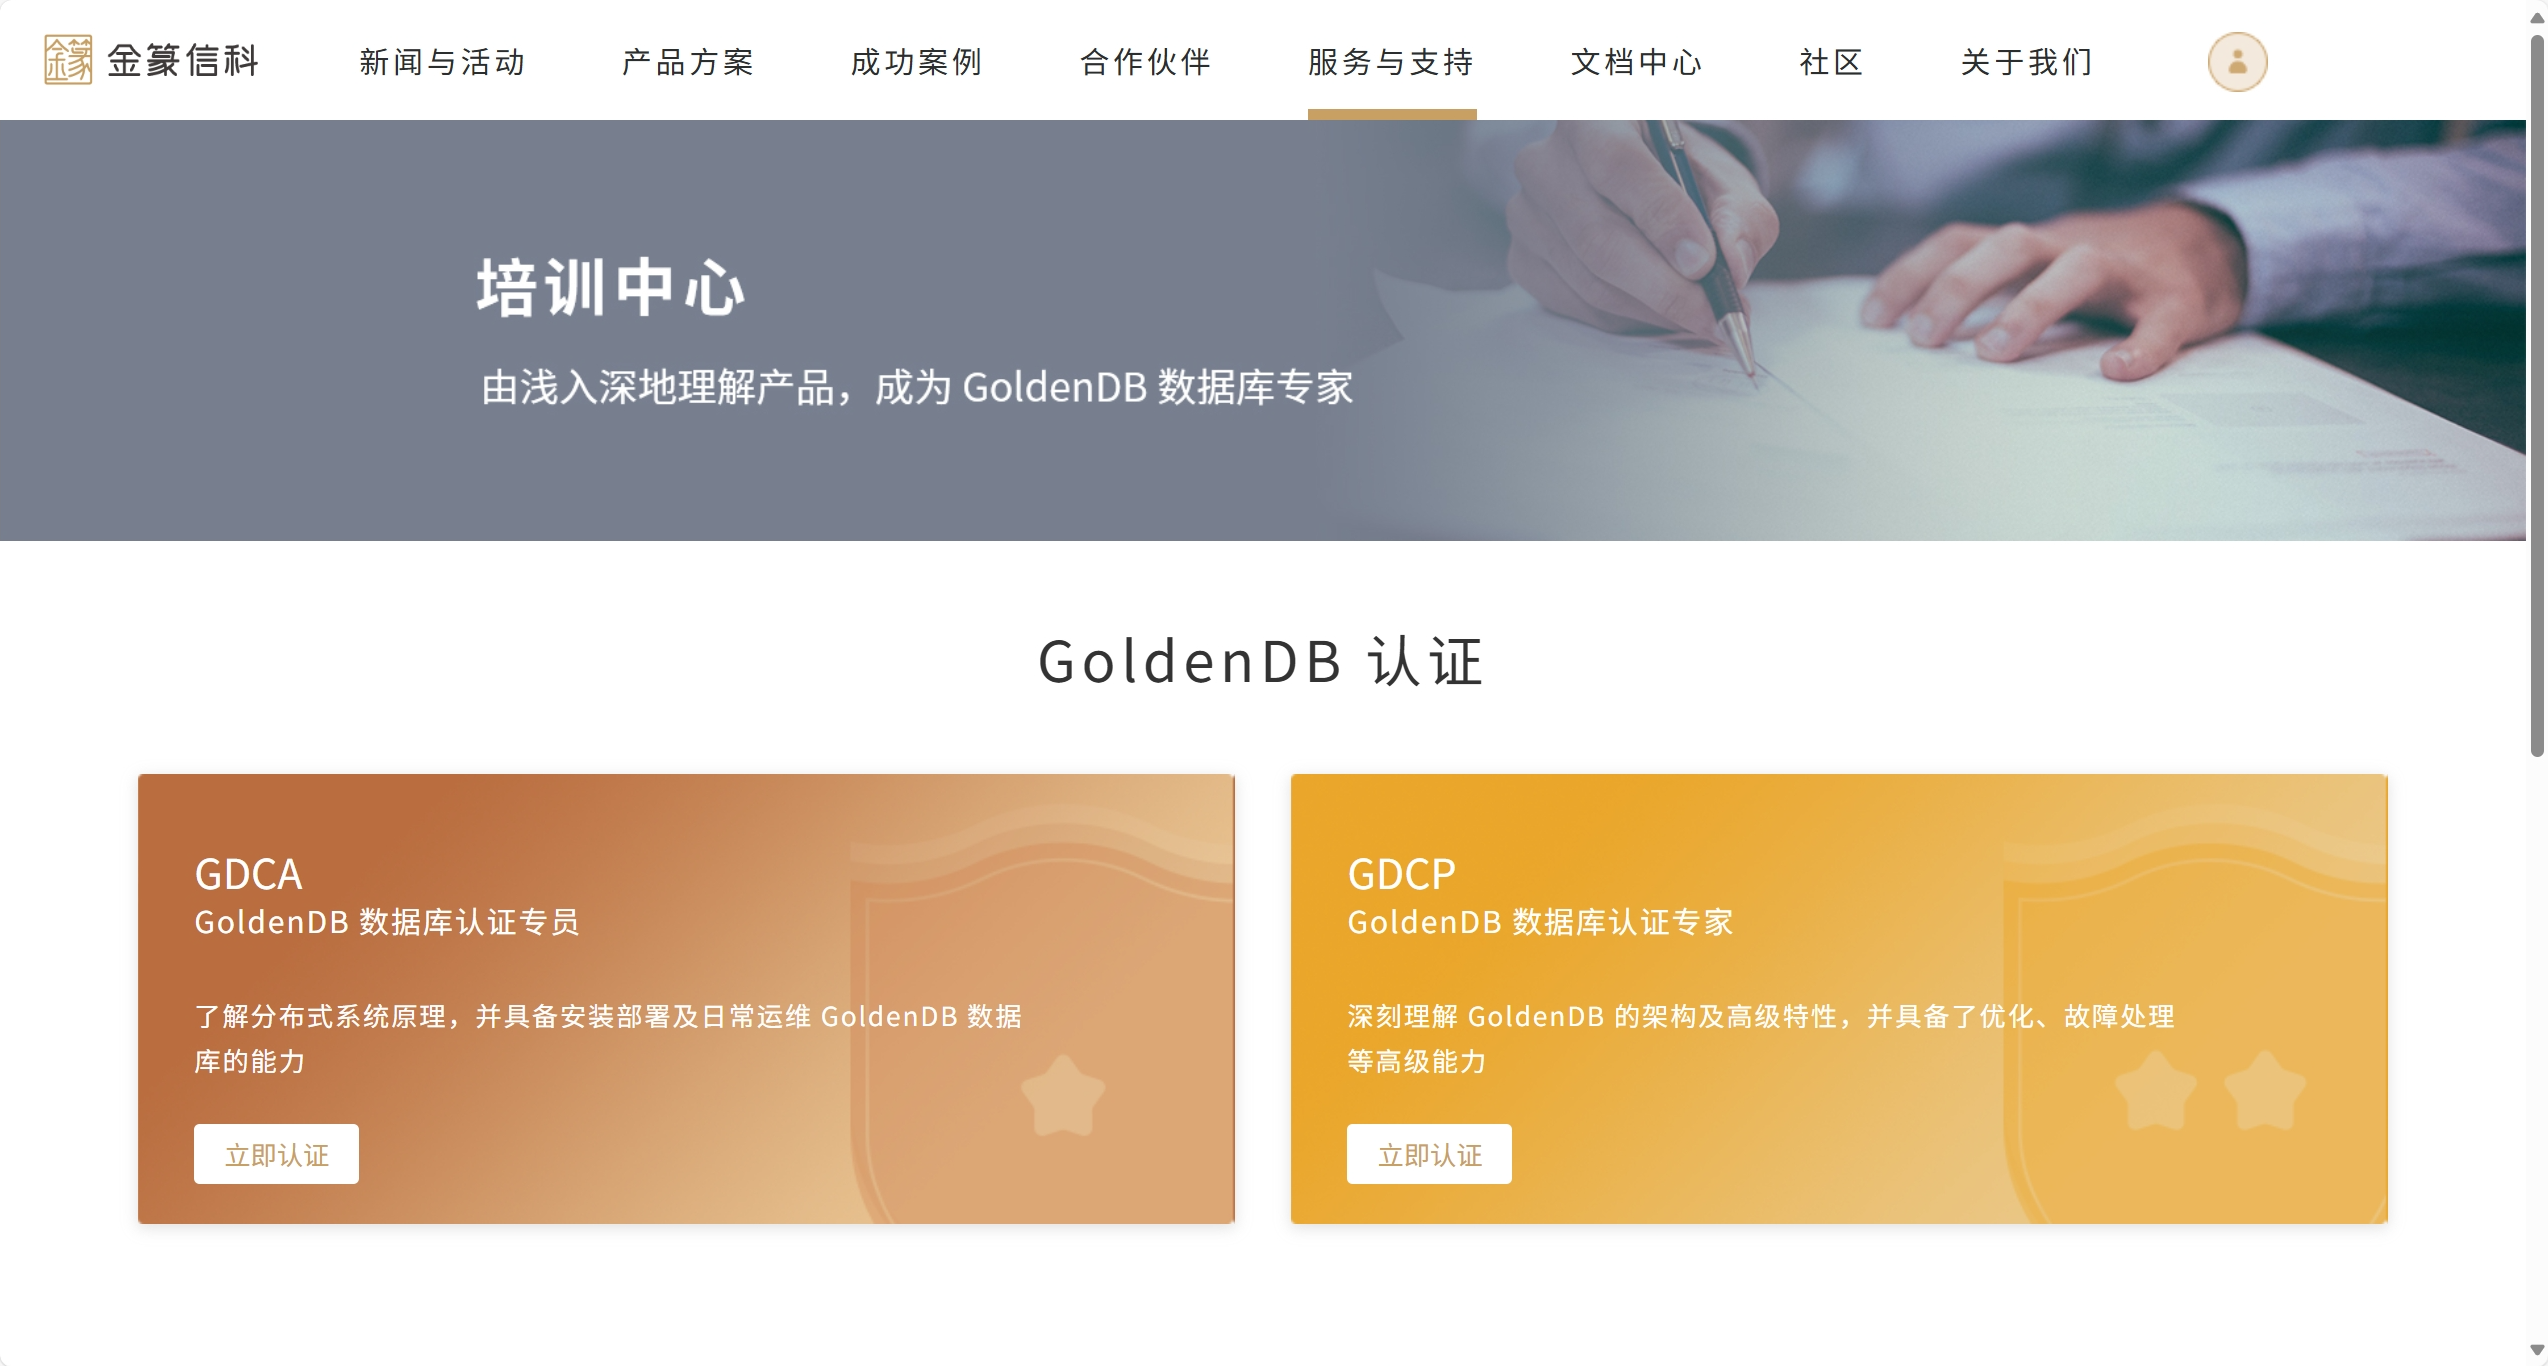 金篆信科
新闻与活动
产品方案
成功案例
合作伙伴
服务与支持
文档中心
社区
关于我们
培训中心
由浅入深地理解产品，成为 GoldenDB 数据库专家
GoldenDB 认证
GDCA
GoldenDB 数据库认证专员
了解分布式系统原理，并具备安装部署及日常运维 GoldenDB 数据
库的能力
立即认证
GDCP
GoldenDB 数据库认证专家
深刻理解 GoldenDB 的架构及高级特性，并具备了优化、故障处理
等高级能力
立即认证